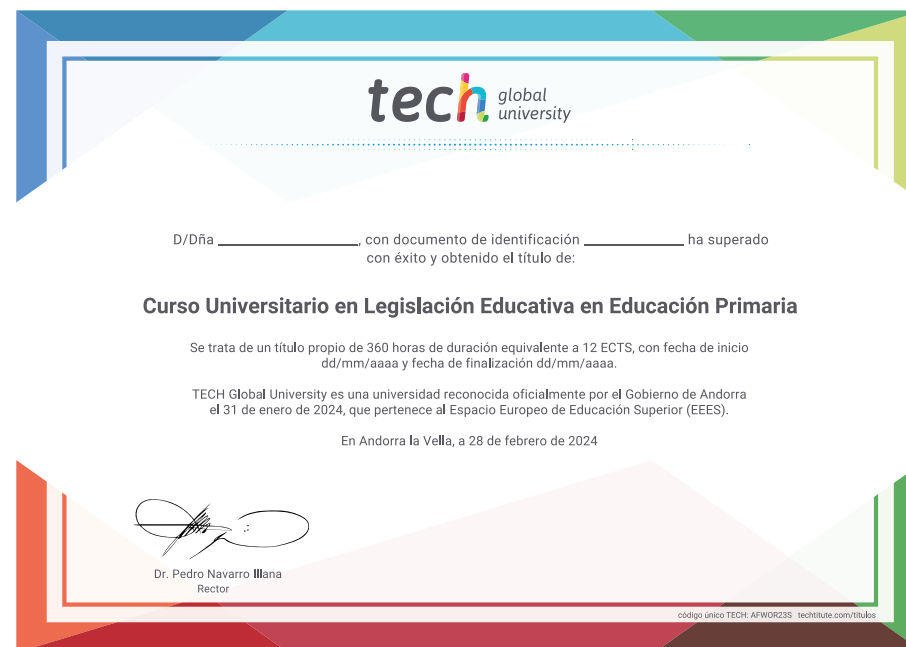 tech global university
D/Dña ____________________, con documento de identificación ______________ ha superado
con éxito y obtenido el título de:
Curso Universitario en Legislación Educativa en Educación Primaria
Se trata de un título propio de 360 horas de duración equivalente a 12 ECTS, con fecha de inicio
dd/mm/aaaa y fecha de finalización dd/mm/aaaa.
TECH Global University es una universidad reconocida oficialmente por el Gobierno de Andorra
el 31 de enero de 2024, que pertenece al Espacio Europeo de Educación Superior (EEES).
En Andorra la Vella, a 28 de febrero de 2024
Dr. Pedro Navarro Illana
Rector
código único TECH: AFWOR23S techtitute.com/titulos